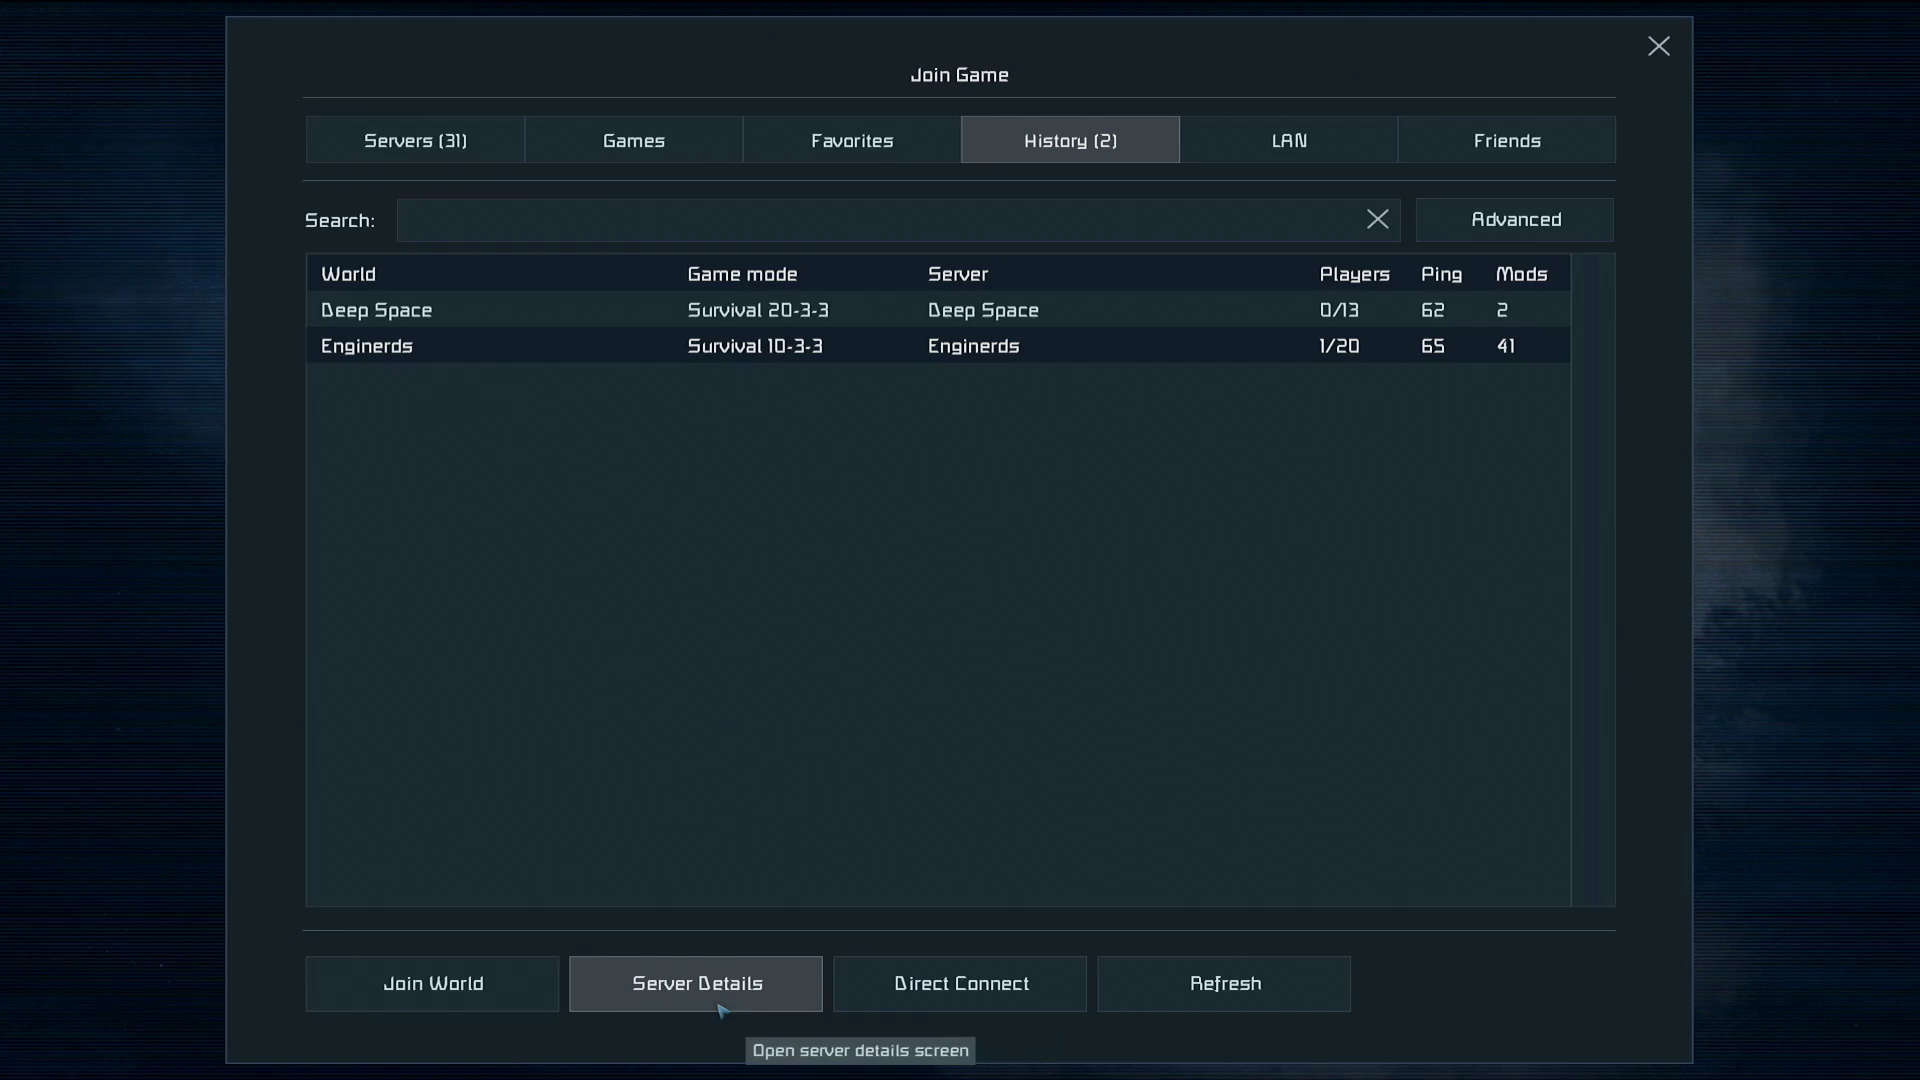 Join Game
Servers (31) Games Favorites History (2) LAN Friends
Search: Advanced
World Game mode Server Players Ping Mods
Deep Space Survival 20-3-3 Deep Space 0/13 62 2
Enginerds Survival 10-3-3 Enginerds 1/20 65 41
Join World Server Details Direct Connect Refresh
Open server details screen